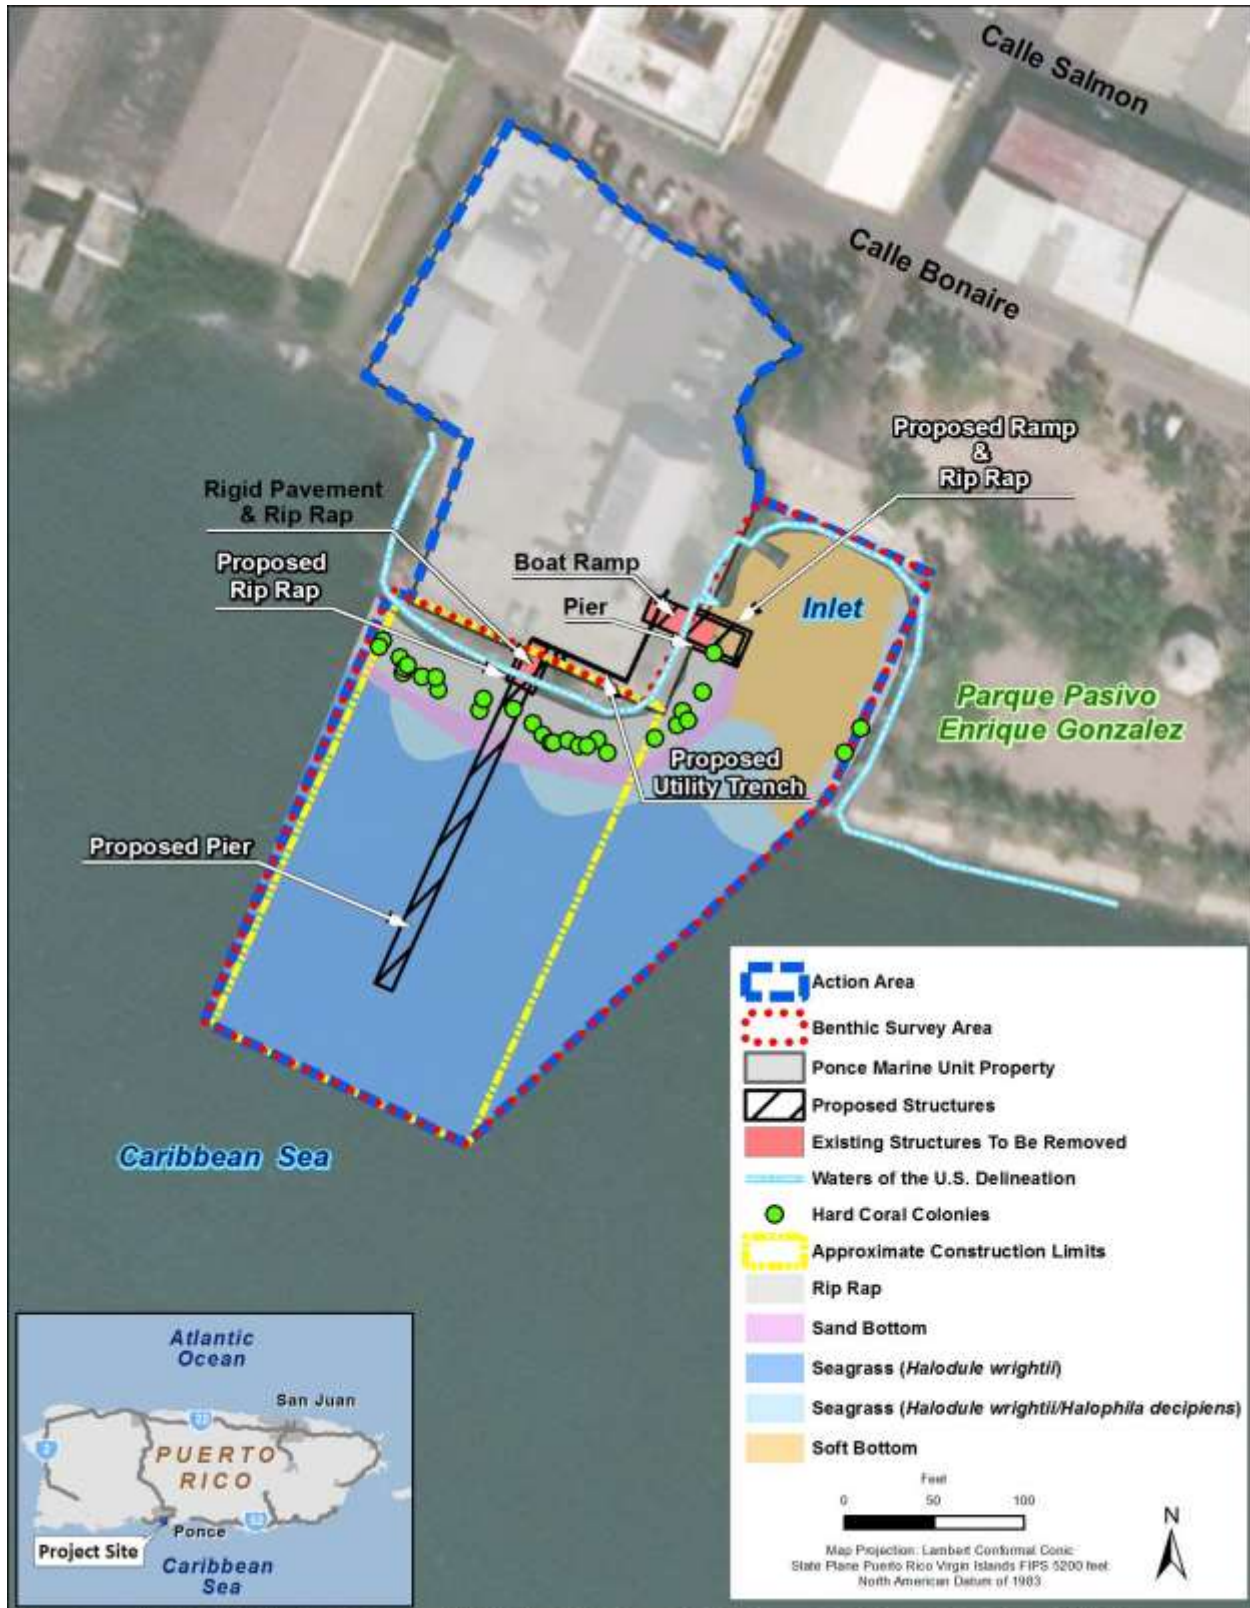 Calle Salmon
Calle Bonaire
Proposed Ramp
&
Rip Rap
Rigid Pavement
& Rip Rap
Proposed
Rip Rap
Boat Ramp
Pier
Inlet
Parque Pasivo
Enrique Gonzalez
Proposed
Utility Trench
Proposed Pier
Caribbean Sea
Action Area
Benthic Survey Area
Ponce Marine Unit Property
Proposed Structures
Existing Structures To Be Removed
Waters of the U.S. Delineation
Hard Coral Colonies
Approximate Construction Limits
Rip Rap
Sand Bottom
Seagrass (Halodule wrightii)
Seagrass (Halodule wrightii/Halophila decipiens)
Soft Bottom
Feet
0 50 100
N
Map Projection: Lambert Conformal Conic
State Plane Puerto Rico Virgin Islands FIPS 5200 feet
North American Datum of 1983
Atlantic
Ocean
San Juan
22
2
PUERTO
RICO
Ponce
Project Site
Caribbean
Sea